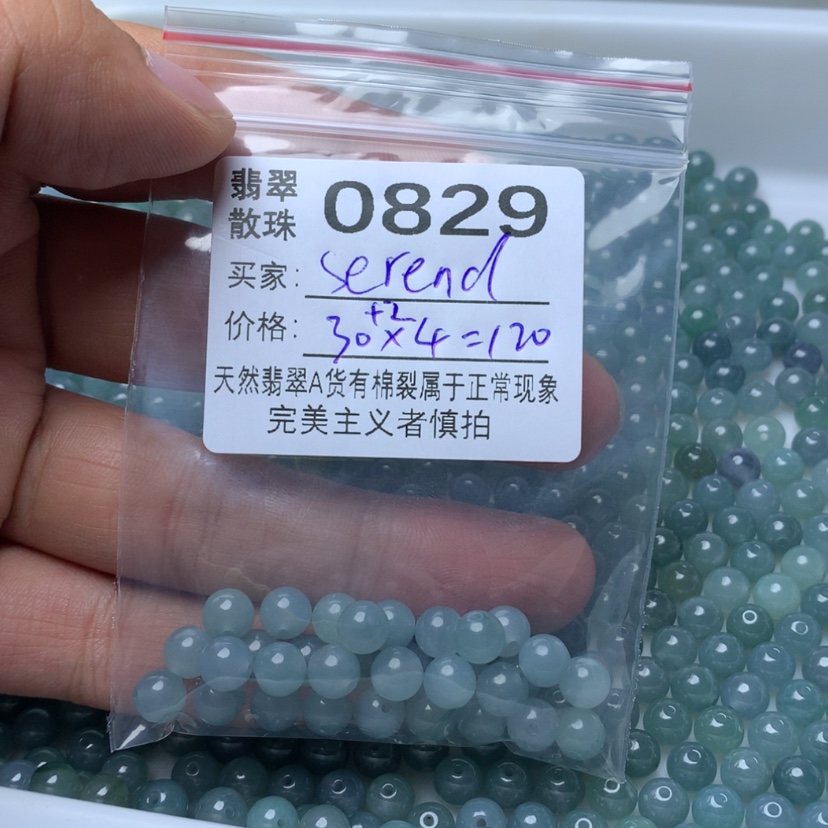 翡翠 0829
散珠
买家: serend
+2
价格: 30×4=120
天然翡翠A货有棉裂属于正常现象
完美主义者慎拍